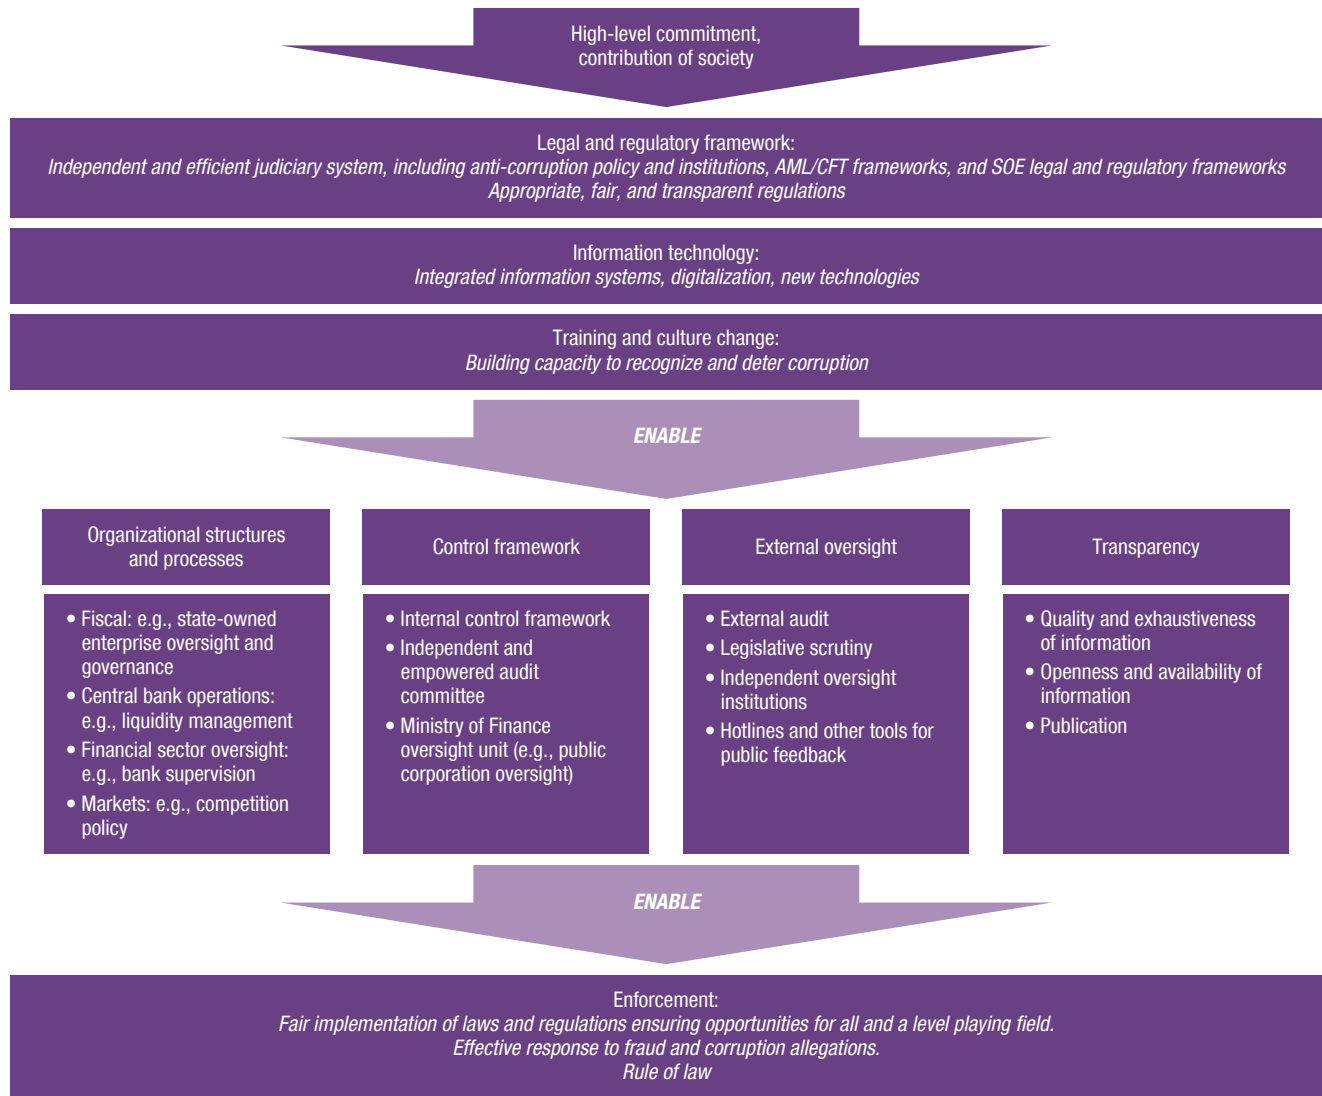 High-level commitment,
contribution of society
Legal and regulatory framework:
Independent and efficient judiciary system, including anti-corruption policy and institutions, AML/CFT frameworks, and SOE legal and regulatory frameworks
Appropriate, fair, and transparent regulations
Information technology:
Integrated information systems, digitalization, new technologies
Training and culture change:
Building capacity to recognize and deter corruption
ENABLE
Organizational structures
and processes
• Fiscal: e.g., state-owned
enterprise oversight and
governance
• Central bank operations:
e.g., liquidity management
• Financial sector oversight:
e.g., bank supervision
• Markets: e.g., competition
policy
Control framework
• Internal control framework
• Independent and
empowered audit
committee
• Ministry of Finance
oversight unit (e.g., public
corporation oversight)
External oversight
• External audit
• Legislative scrutiny
• Independent oversight
institutions
• Hotlines and other tools for
public feedback
Transparency
• Quality and exhaustiveness
of information
• Openness and availability of
information
• Publication
ENABLE
Enforcement:
Fair implementation of laws and regulations ensuring opportunities for all and a level playing field.
Effective response to fraud and corruption allegations.
Rule of law